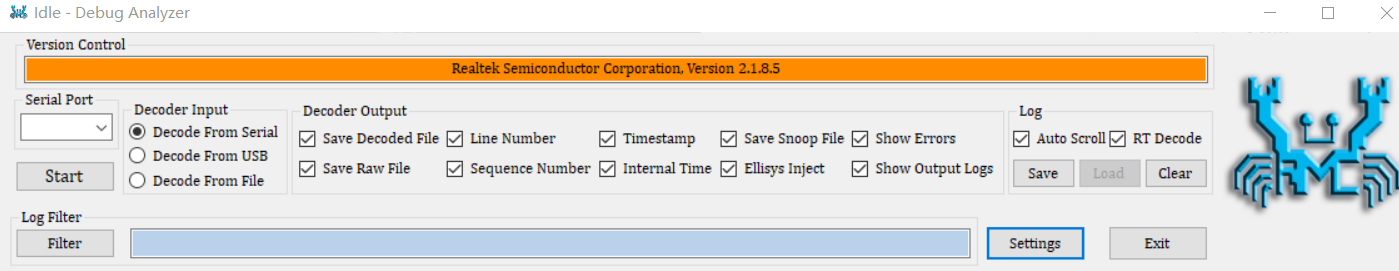 Idle - Debug Analyzer
Version Control
Realtek Semiconductor Corporation, Version 2.1.8.5
Serial Port
Decoder Input
Decoder Output
Log
Decode From Serial
Save Decoded File
Line Number
Timestamp
Save Snoop File
Show Errors
Auto Scroll
RT Decode
Decode From USB
Start
Save Raw File
Sequence Number
Internal Time
Ellisys Inject
Show Output Logs
Save
Load
Clear
Decode From File
RMC
Log Filter
Filter
Settings
Exit